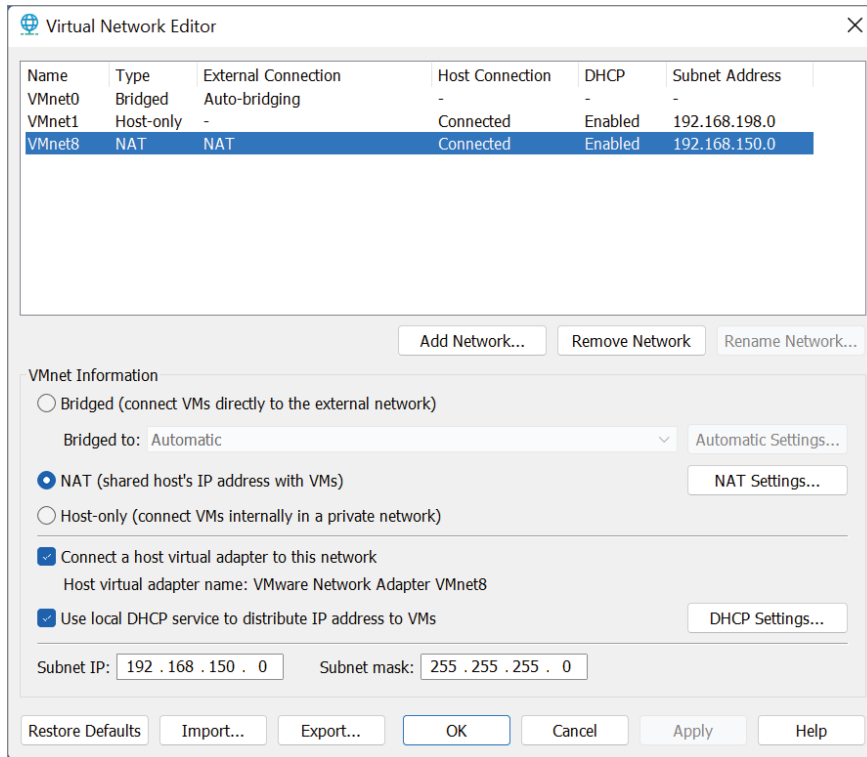 Virtual Network Editor
Name Type External Connection Host Connection DHCP Subnet Address
VMnet0 Bridged Auto-bridging - - -
VMnet1 Host-only - Connected Enabled 192.168.198.0
VMnet8 NAT NAT Connected Enabled 192.168.150.0
Add Network... Remove Network Rename Network...
VMnet Information
Bridged (connect VMs directly to the external network)
Bridged to: Automatic Automatic Settings...
NAT (shared host's IP address with VMs) NAT Settings...
Host-only (connect VMs internally in a private network)
Connect a host virtual adapter to this network
Host virtual adapter name: VMware Network Adapter VMnet8
Use local DHCP service to distribute IP address to VMs DHCP Settings...
Subnet IP: 192 . 168 . 150 . 0 Subnet mask: 255 . 255 . 255 . 0
Restore Defaults Import... Export... OK Cancel Apply Help